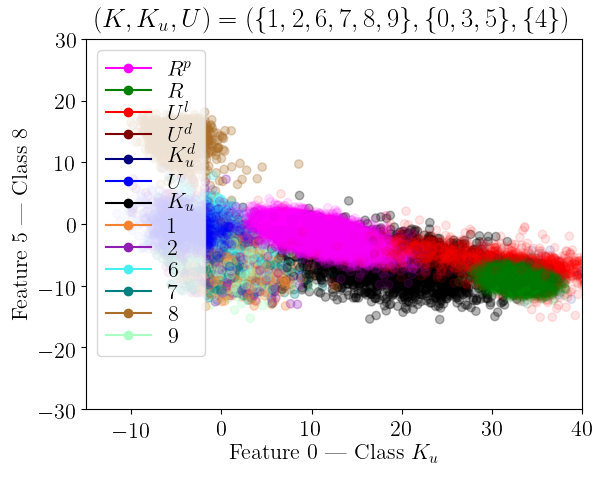 (K, K_u, U) = ({1, 2, 6, 7, 8, 9}, {0, 3, 5}, {4})
R^p
R
U^l
U^d
K_u^d
U
K_u
1
2
6
7
8
9
30
20
10
0
−10
−20
−30
Feature 5 — Class 8
−10
0
10
20
30
40
Feature 0 — Class K_u